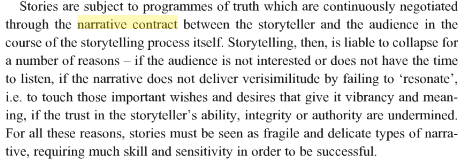 Stories are subject to programmes of truth which are continuously negotiated
through the narrative contract between the storyteller and the audience in the
course of the storytelling process itself. Storytelling, then, is liable to collapse for
a number of reasons – if the audience is not interested or does not have the time
to listen, if the narrative does not deliver verisimilitude by failing to ‘resonate’,
i.e. to touch those important wishes and desires that give it vibrancy and mean-
ing, if the trust in the storyteller’s ability, integrity or authority are undermined.
For all these reasons, stories must be seen as fragile and delicate types of narra-
tive, requiring much skill and sensitivity in order to be successful.